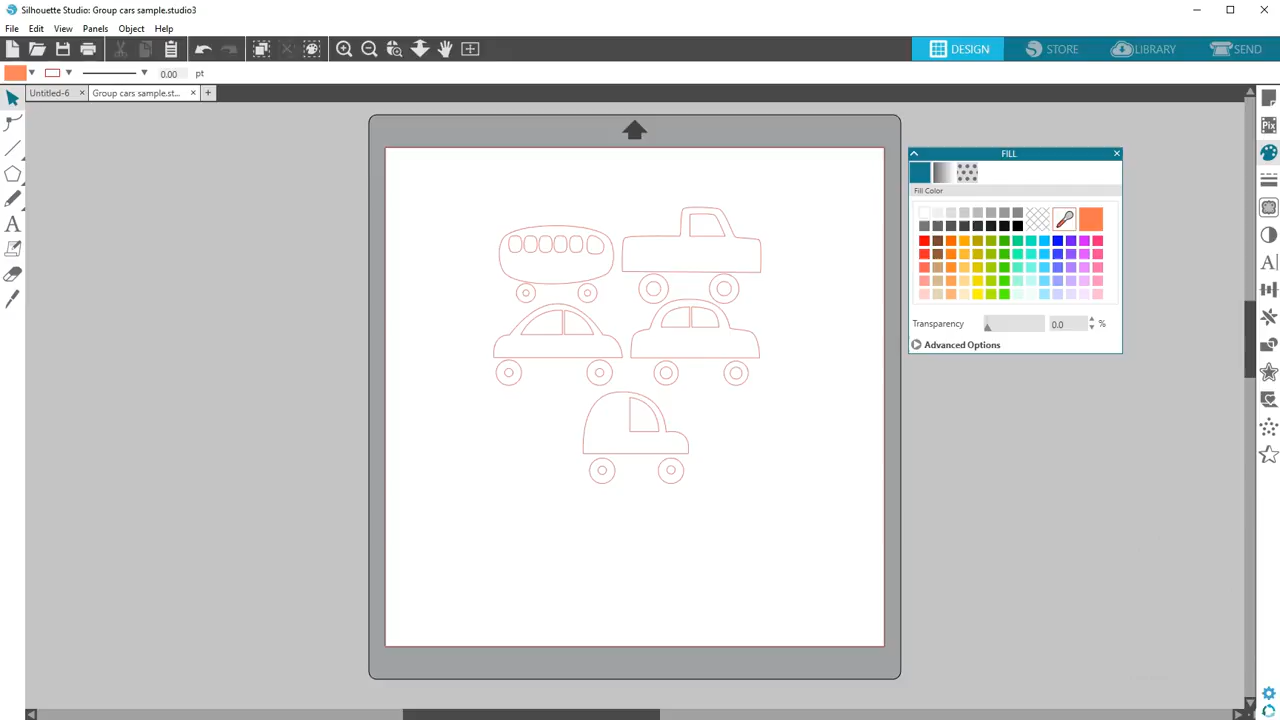 Silhouette Studio: Group cars sample.studio3
File Edit View Panels Object Help
DESIGN STORE LIBRARY SEND
0.00 pt
Untitled-6 Group cars sample.st...
Pix
FILL
Fill Color
Transparency 0.0 %
Advanced Options